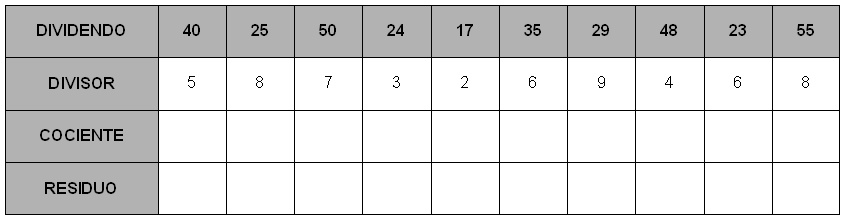 DIVIDENDO 40 25 50 24 17 35 29 48 23 55
DIVISOR 5 8 7 3 2 6 9 4 6 8
COCIENTE
RESIDUO